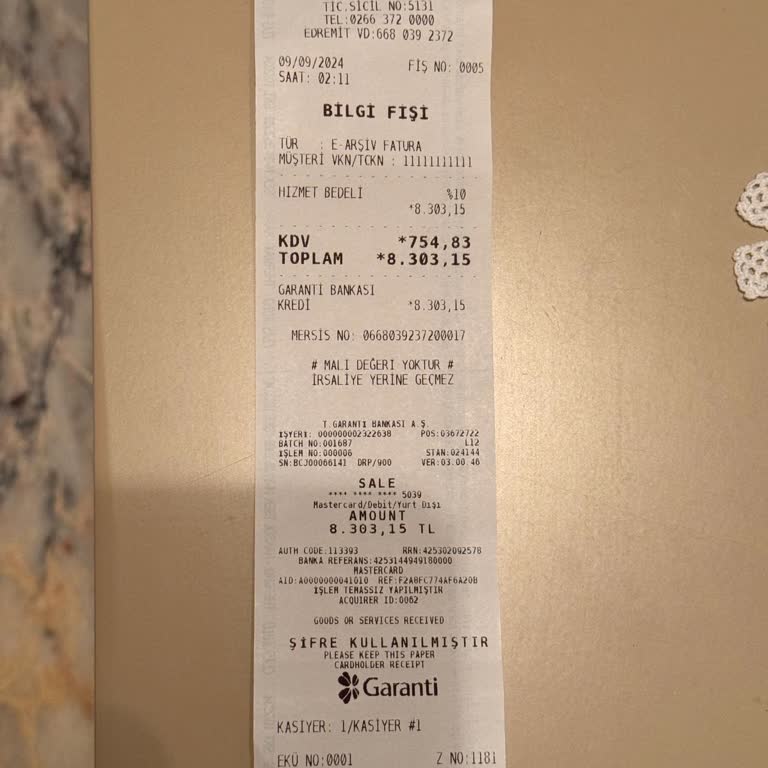 TİC.SİCİL NO:5131
TEL:0266 372 0000
EDREMİT VD:668 039 2372
09/09/2024 FİŞ NO: 0005
SAAT: 02:11
BİLGİ FİŞİ
TÜR : E-ARŞİV FATURA
MÜŞTERİ VKN/TCKN : 11111111111
HİZMET BEDELİ %10
*8.303,15
KDV *754,83
TOPLAM *8.303,15
GARANTİ BANKASI
KREDİ *8.303,15
MERSİS NO: 0668039237200017
# MALİ DEĞERİ YOKTUR #
İRSALİYE YERİNE GEÇMEZ
T.GARANTİ BANKASI A.Ş.
İŞYERİ: 000000002322638 POS:03672722
BATCH NO:001687 L12
İŞLEM NO:000006 STAN:024144
SN:BCJ00066141 DRP/900 VER:03.00.46
SALE
**** **** **** 5039
Mastercard/Debit/Yurt Dışı
AMOUNT
8.303,15 TL
AUTH CODE:113393 RRN:425302092578
BANKA REFERANS:4253144949180000
MASTERCARD
AID:A0000000041010 REF:F2A8FC774AF6A20B
İŞLEM TEMASSIZ YAPILMIŞTIR
ACQUIRER ID:0062
GOODS OR SERVICES RECEIVED
ŞİFRE KULLANILMIŞTIR
PLEASE KEEP THIS PAPER
CARDHOLDER RECEIPT
Garanti
KASİYER: 1/KASİYER #1
EKÜ NO:0001 Z NO:1181